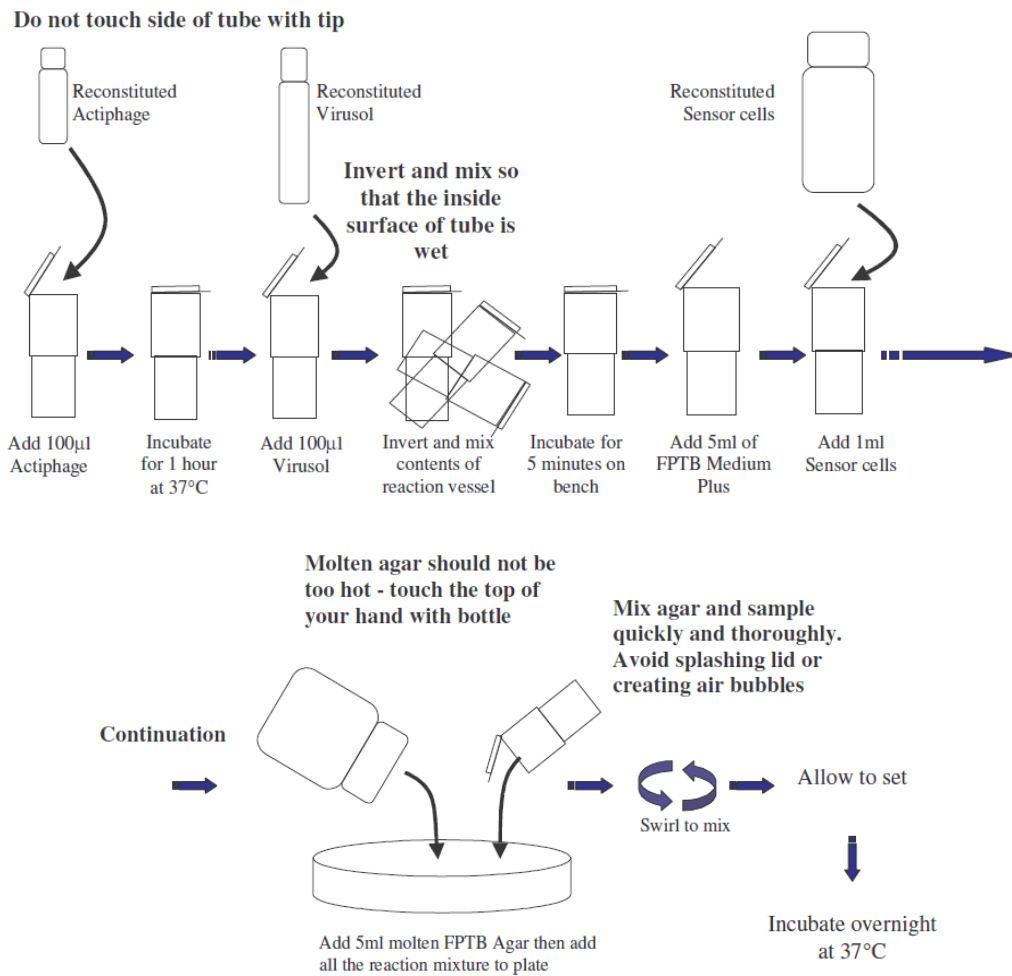 Do not touch side of tube with tip
Reconstituted
Actiphage
Reconstituted
Virusol
Reconstituted
Sensor cells
Invert and mix so
that the inside
surface of tube is
wet
Add 100μl
Actiphage
Incubate
for 1 hour
at 37°C
Add 100μl
Virusol
Invert and mix
contents of
reaction vessel
Incubate for
5 minutes on
bench
Add 5ml of
FPTB Medium
Plus
Add 1ml
Sensor cells
Molten agar should not be
too hot - touch the top of
your hand with bottle
Mix agar and sample
quickly and thoroughly.
Avoid splashing lid or
creating air bubbles
Continuation
Swirl to mix
Allow to set
Add 5ml molten FPTB Agar then add
all the reaction mixture to plate
Incubate overnight
at 37°C